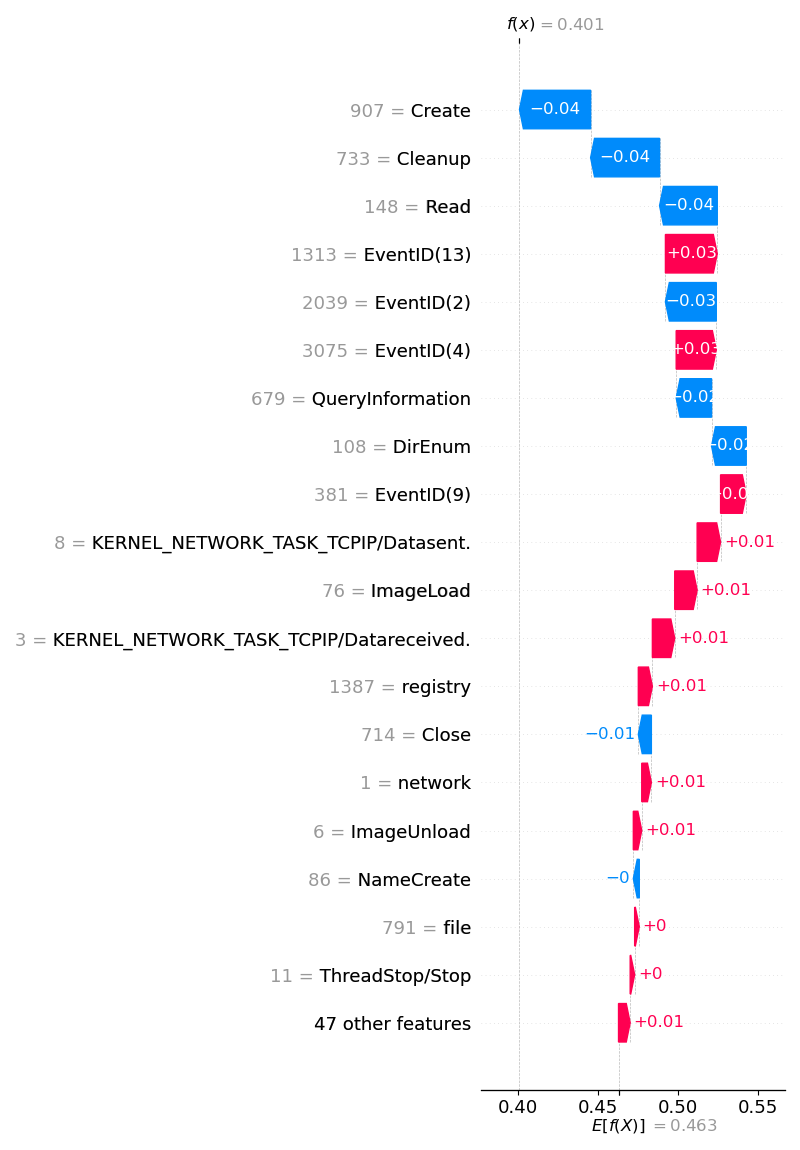 f(x) = 0.401
907 = Create −0.04
733 = Cleanup −0.04
148 = Read −0.04
1313 = EventID(13) +0.03
2039 = EventID(2) −0.03
3075 = EventID(4) +0.03
679 = QueryInformation −0.02
108 = DirEnum −0.02
381 = EventID(9)
8 = KERNEL_NETWORK_TASK_TCPIP/Datasent. +0.01
76 = ImageLoad +0.01
3 = KERNEL_NETWORK_TASK_TCPIP/Datareceived. +0.01
1387 = registry +0.01
714 = Close −0.01
1 = network +0.01
6 = ImageUnload +0.01
86 = NameCreate −0
791 = file +0
11 = ThreadStop/Stop +0
47 other features +0.01
0.40 0.45 0.50 0.55
E[f(X)] = 0.463